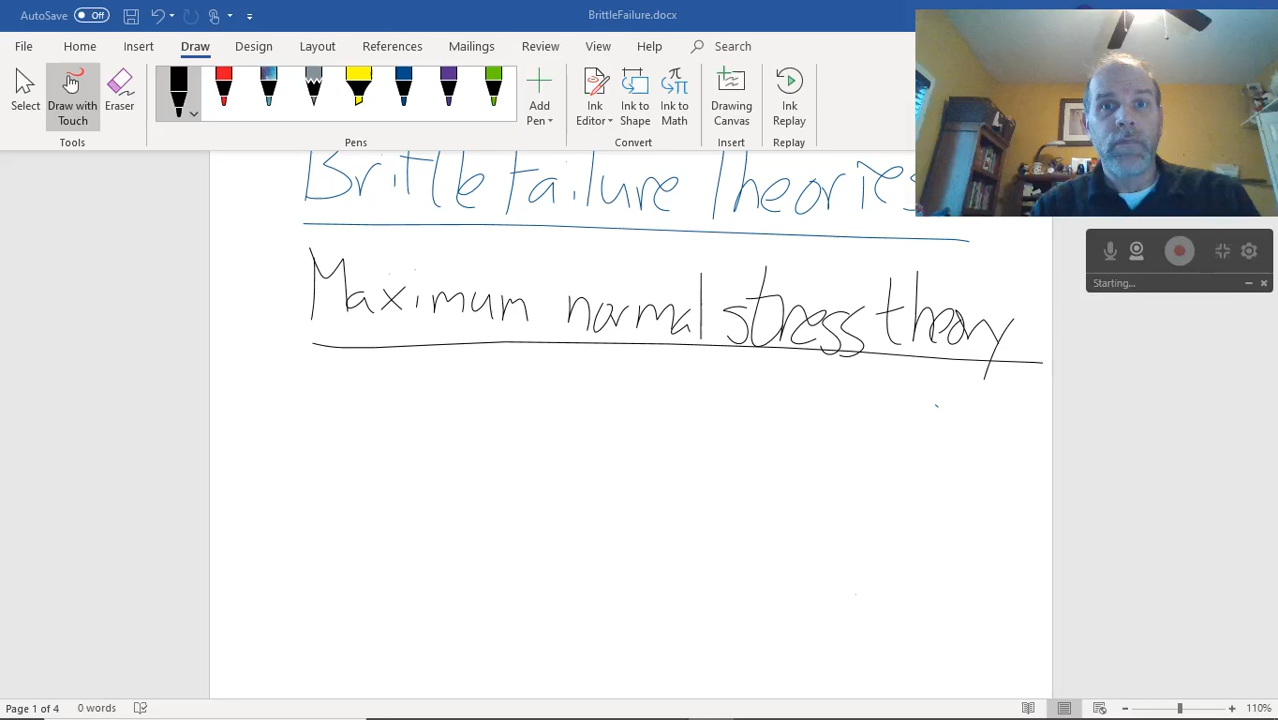 AutoSave Off BrittleFailure.docx
File Home Insert Draw Design Layout References Mailings Review View Help Search
Select Draw with Touch Eraser Add Pen Ink Editor Ink to Shape Ink to Math Drawing Canvas Ink Replay
Tools Pens Convert Insert Replay
Starting...
Brittle Failure Theories
Maximum normal stress theory
Page 1 of 4 0 words 110%